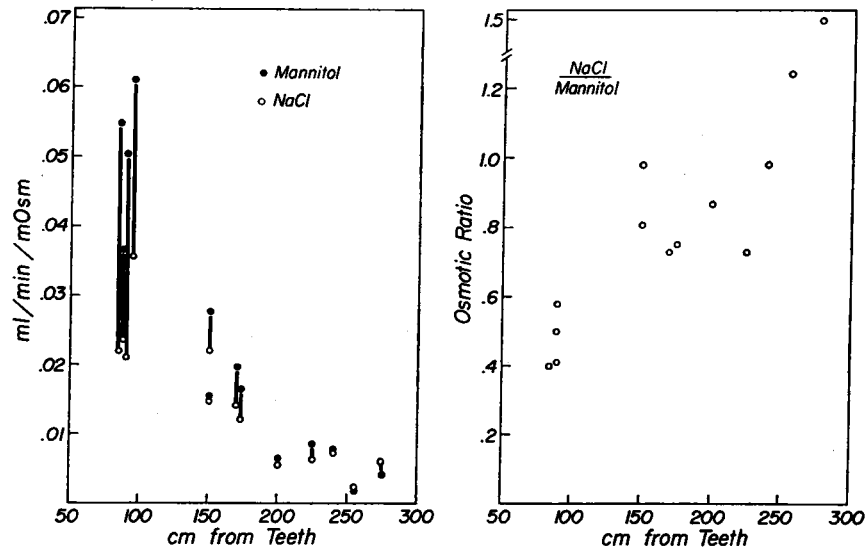 .07
.06
.05
.04
.03
.02
.01
50 100 150 200 250 300
cm from Teeth
ml/min/mOsm
Mannitol
NaCl
1.5
1.2
1.0
.8
.6
.4
.2
50 100 150 200 250 300
cm from Teeth
Osmotic Ratio
NaCl
Mannitol